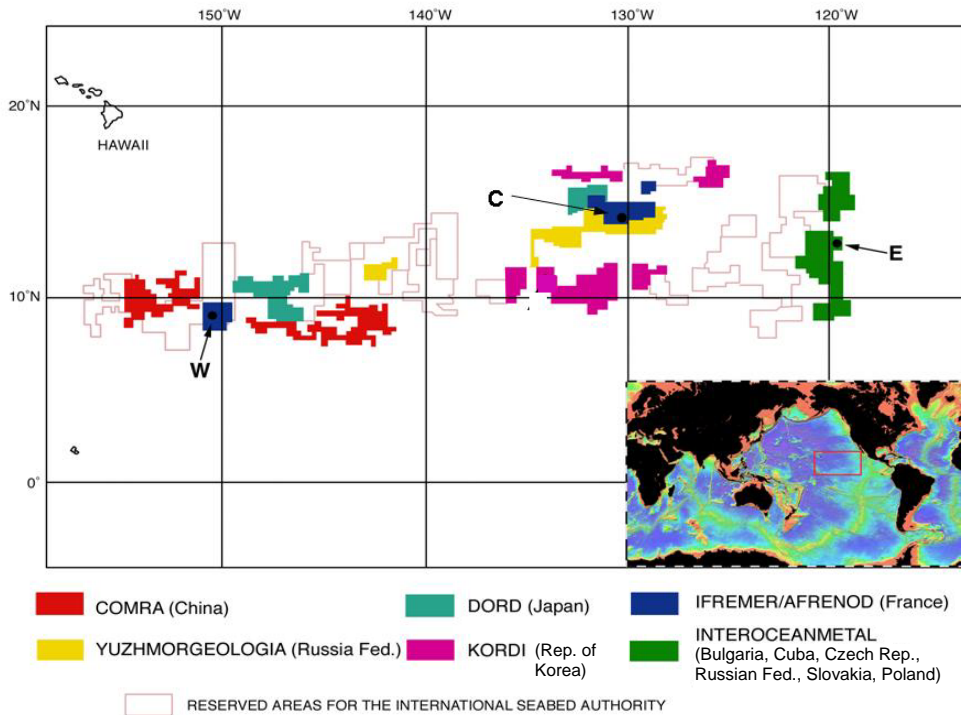 150°W 140°W 130°W 120°W
20°N
HAWAII
C
E
10°N
W
0°
COMRA (China)
DORD (Japan)
IFREMER/AFRENOD (France)
YUZHMORGEOLOGIA (Russia Fed.)
KORDI (Rep. of
Korea)
INTEROCEANMETAL
(Bulgaria, Cuba, Czech Rep.,
Russian Fed., Slovakia, Poland)
RESERVED AREAS FOR THE INTERNATIONAL SEABED AUTHORITY